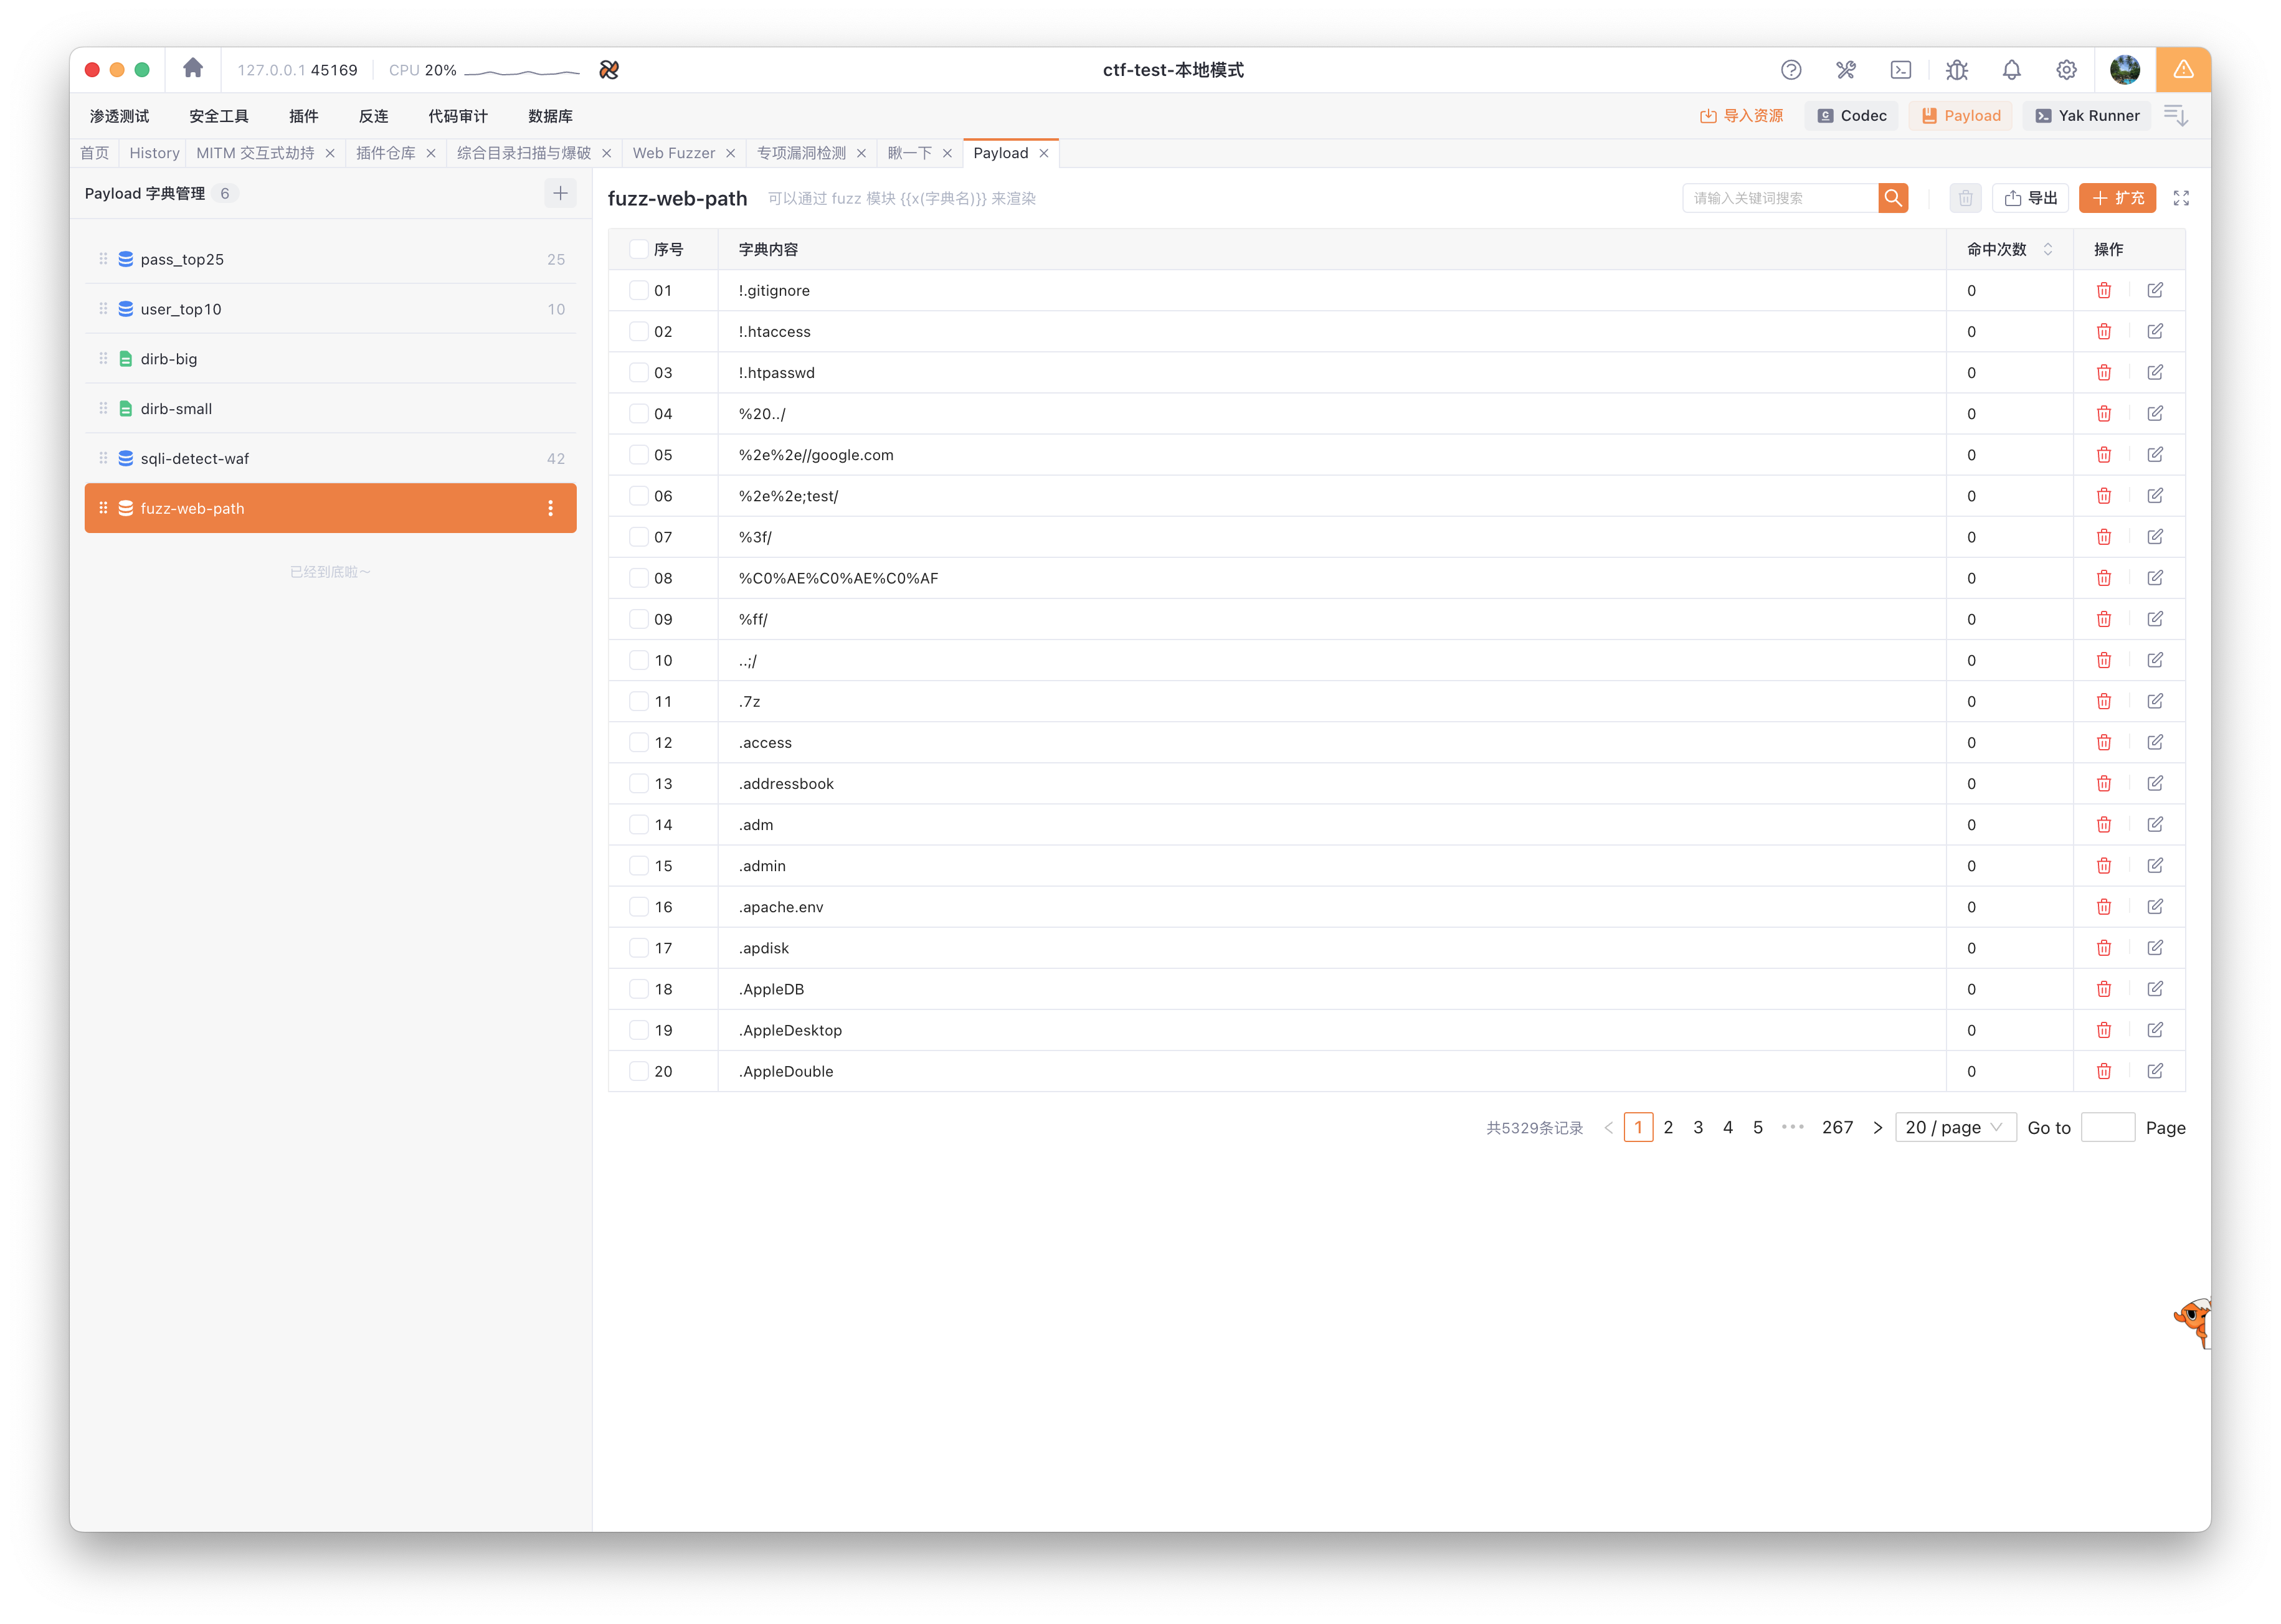 127.0.0.1 45169 CPU 20% ctf-test-本地模式
渗透测试 安全工具 插件 反连 代码审计 数据库 导入资源 Codec Payload Yak Runner
首页 History MITM 交互式劫持 插件仓库 综合目录扫描与爆破 Web Fuzzer 专项漏洞检测 瞅一下 Payload
Payload 字典管理 6
pass_top25 25
user_top10 10
dirb-big
dirb-small
sqli-detect-waf 42
fuzz-web-path
已经到底啦～
fuzz-web-path 可以通过 fuzz 模块 {{x(字典名)}} 来渲染 请输入关键词搜索 导出 扩充
序号 字典内容 命中次数 操作
01 !.gitignore 0
02 !.htaccess 0
03 !.htpasswd 0
04 %20../ 0
05 %2e%2e//google.com 0
06 %2e%2e;test/ 0
07 %3f/ 0
08 %C0%AE%C0%AE%C0%AF 0
09 %ff/ 0
10 ..;/ 0
11 .7z 0
12 .access 0
13 .addressbook 0
14 .adm 0
15 .admin 0
16 .apache.env 0
17 .apdisk 0
18 .AppleDB 0
19 .AppleDesktop 0
20 .AppleDouble 0
共5329条记录 1 2 3 4 5 ••• 267 20 / page Go to Page